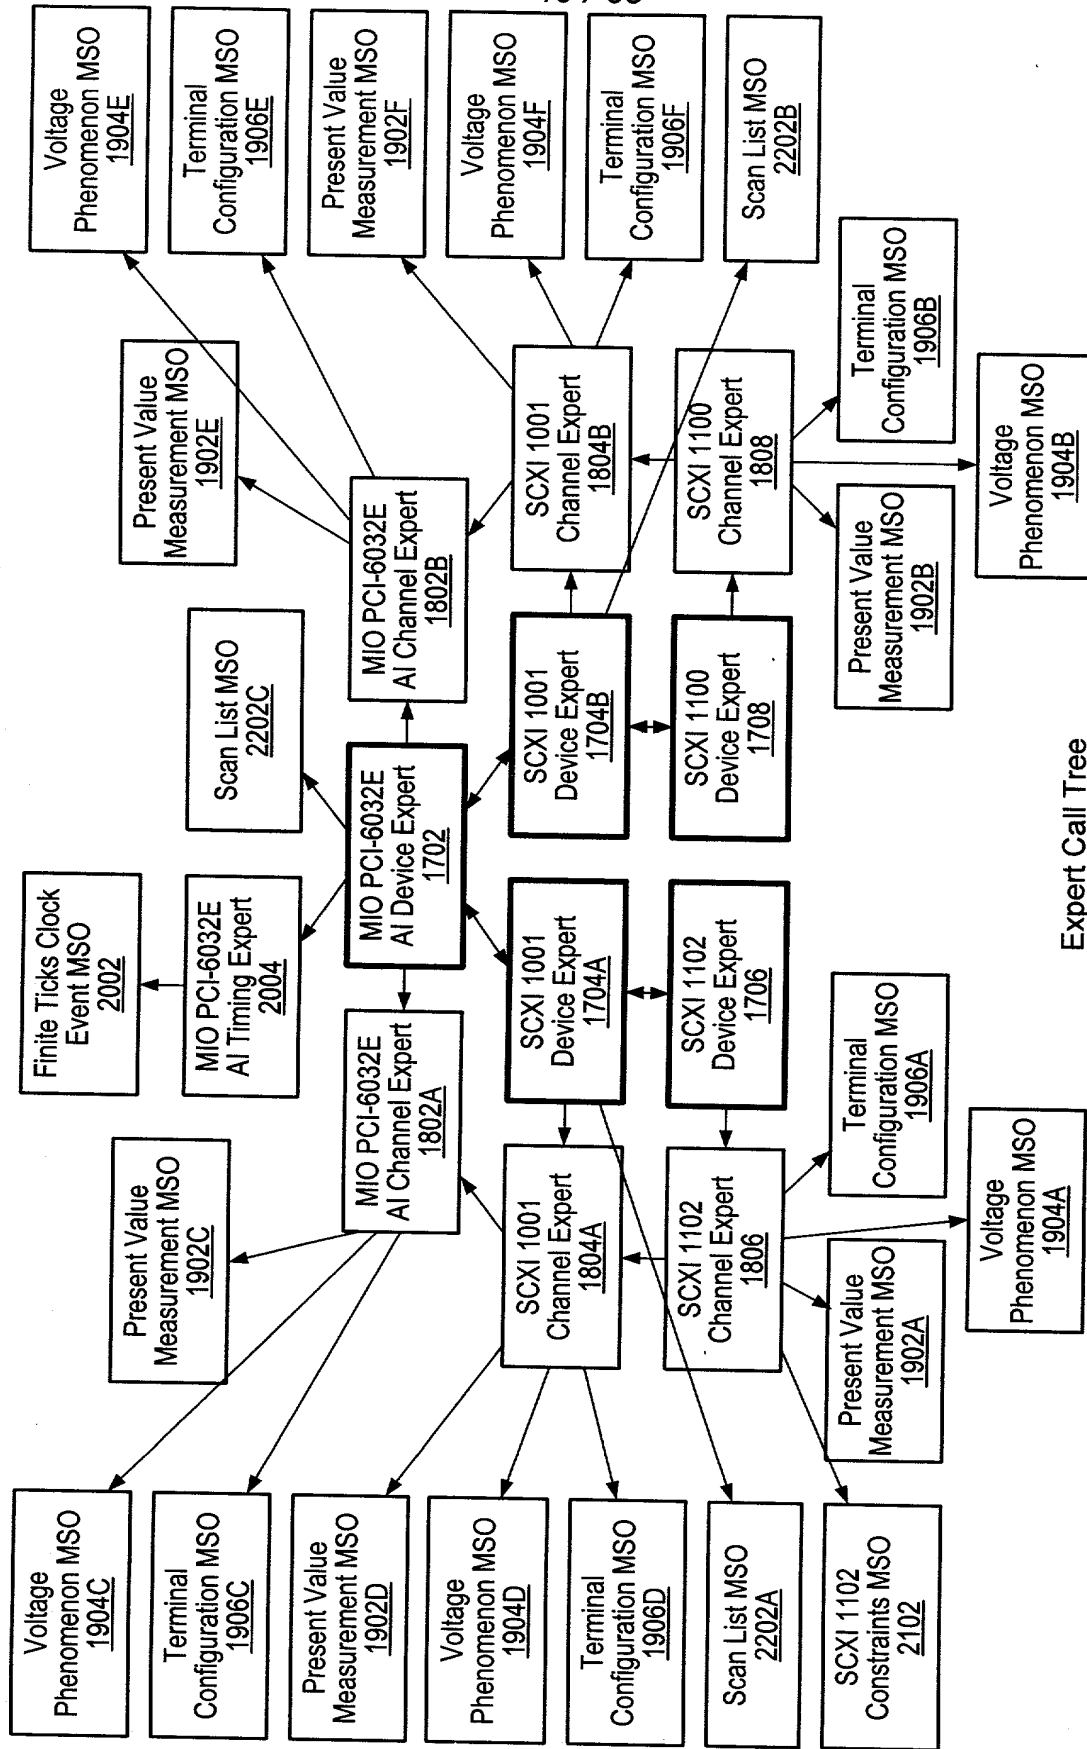 Voltage
Phenomenon MSO
1904C
Finite Ticks Clock
Event MSO
2002
Voltage
Phenomenon MSO
1904E
Present Value
Measurement MSO
1902C
Present Value
Measurement MSO
1902E
Terminal
Configuration MSO
1906C
MIO PCI-6032E
AI Timing Expert
2004
Scan List MSO
2202C
Terminal
Configuration MSO
1906E
Present Value
Measurement MSO
1902D
MIO PCI-6032E
AI Channel Expert
1802A
MIO PCI-6032E
AI Device Expert
1702
MIO PCI-6032E
AI Channel Expert
1802B
Present Value
Measurement MSO
1902F
Voltage
Phenomenon MSO
1904D
Voltage
Phenomenon MSO
1904F
Terminal
Configuration MSO
1906D
SCXI 1001
Channel Expert
1804A
SCXI 1001
Device Expert
1704A
SCXI 1001
Device Expert
1704B
SCXI 1001
Channel Expert
1804B
Terminal
Configuration MSO
1906F
Scan List MSO
2202A
SCXI 1102
Channel Expert
1806
SCXI 1102
Device Expert
1706
SCXI 1100
Device Expert
1708
SCXI 1100
Channel Expert
1808
Scan List MSO
2202B
SCXI 1102
Constraints MSO
2102
Present Value
Measurement MSO
1902A
Terminal
Configuration MSO
1906A
Present Value
Measurement MSO
1902B
Terminal
Configuration MSO
1906B
Voltage
Phenomenon MSO
1904A
Voltage
Phenomenon MSO
1904B
Expert Call Tree